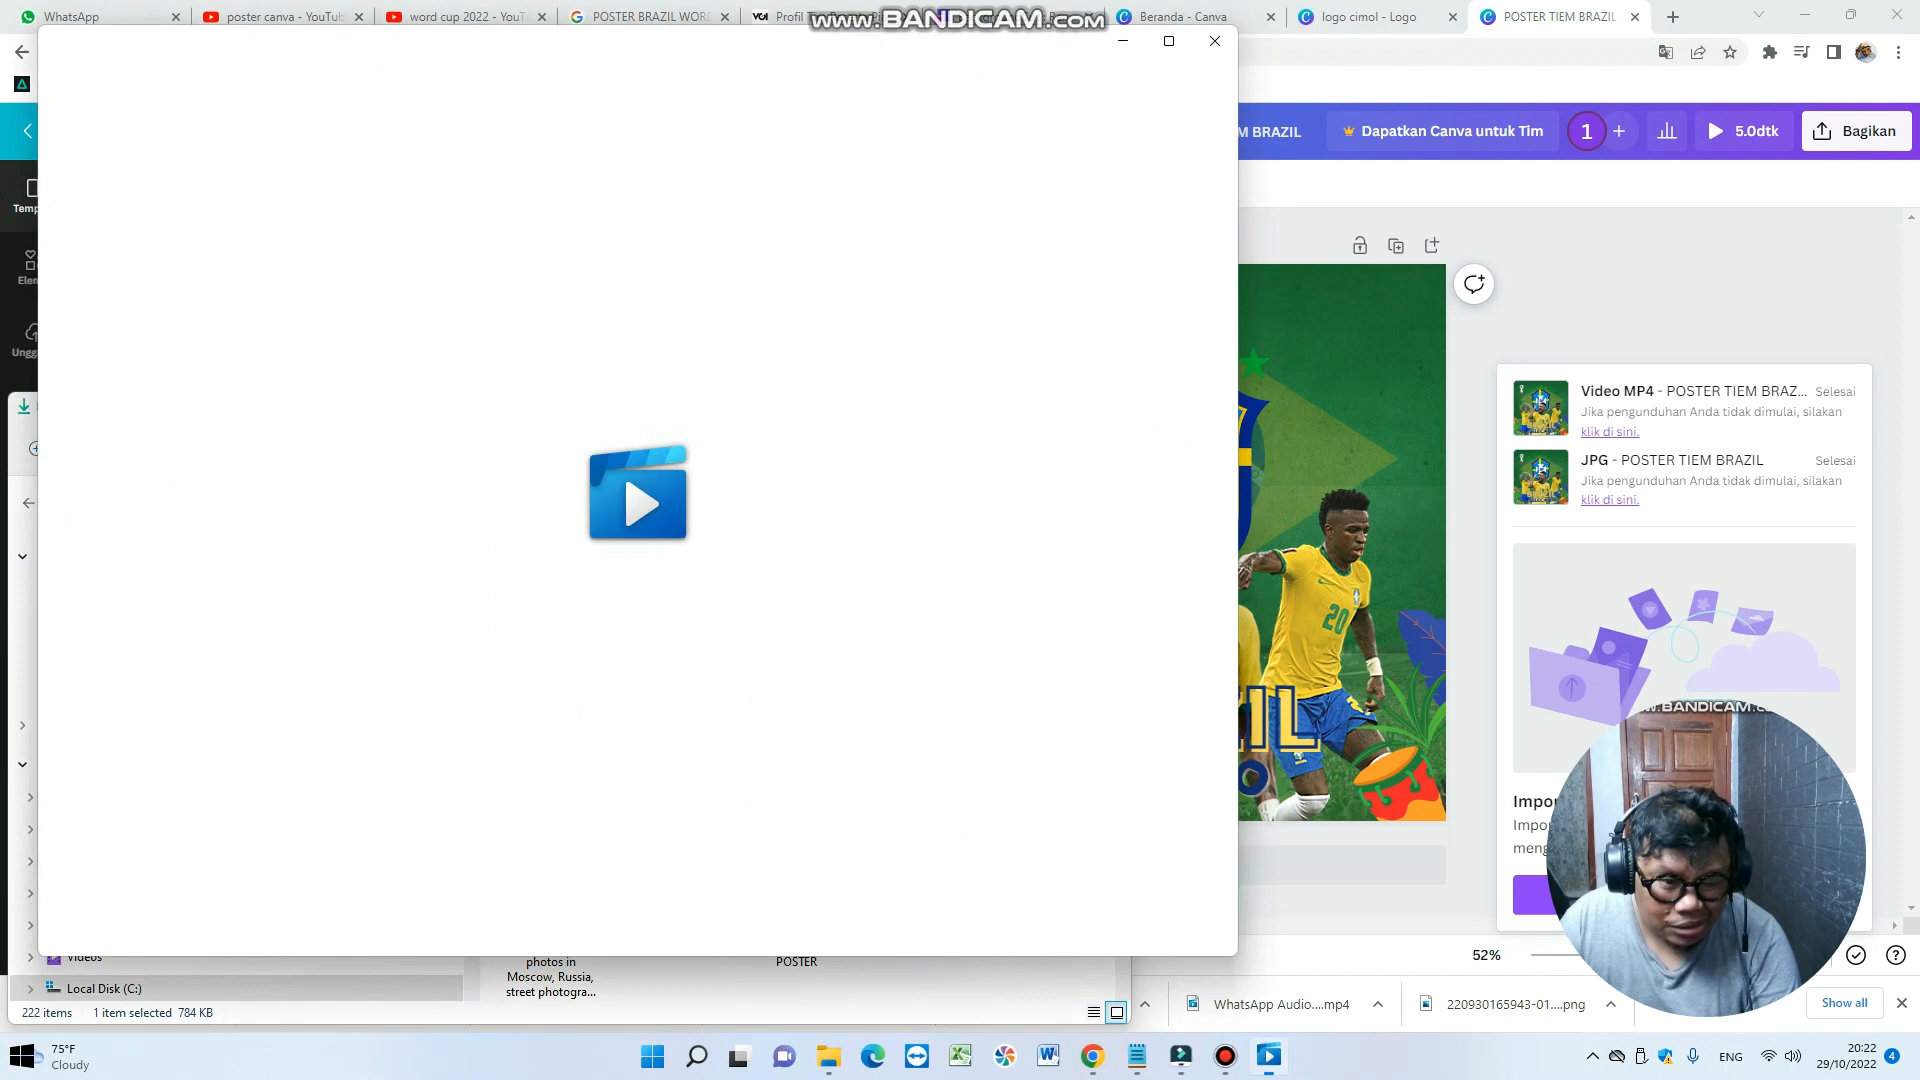 WhatsApp
poster canva - YouTub
word cup 2022 - YouT
POSTER BRAZIL WOR
Beranda - Canva
logo cimol - Logo
POSTER TIEM BRAZIL
www.BANDICAM.com
M BRAZIL
Dapatkan Canva untuk Tim
1
5.0dtk
Bagikan
Temp
Elem
Ungga
Video MP4 - POSTER TIEM BRAZ... Selesai
Jika pengunduhan Anda tidak dimulai, silakan
klik di sini.
JPG - POSTER TIEM BRAZIL Selesai
Jika pengunduhan Anda tidak dimulai, silakan
klik di sini.
20
IL
O
W.BANDICAM.c
Impo
Impo
meng
Videos
Local Disk (C:)
photos in
Moscow, Russia,
street photogra...
POSTER
52%
222 items
1 item selected 784 KB
WhatsApp Audio....mp4
220930165943-01....png
Show all
75°F
Cloudy
ENG
20:22
29/10/2022
4